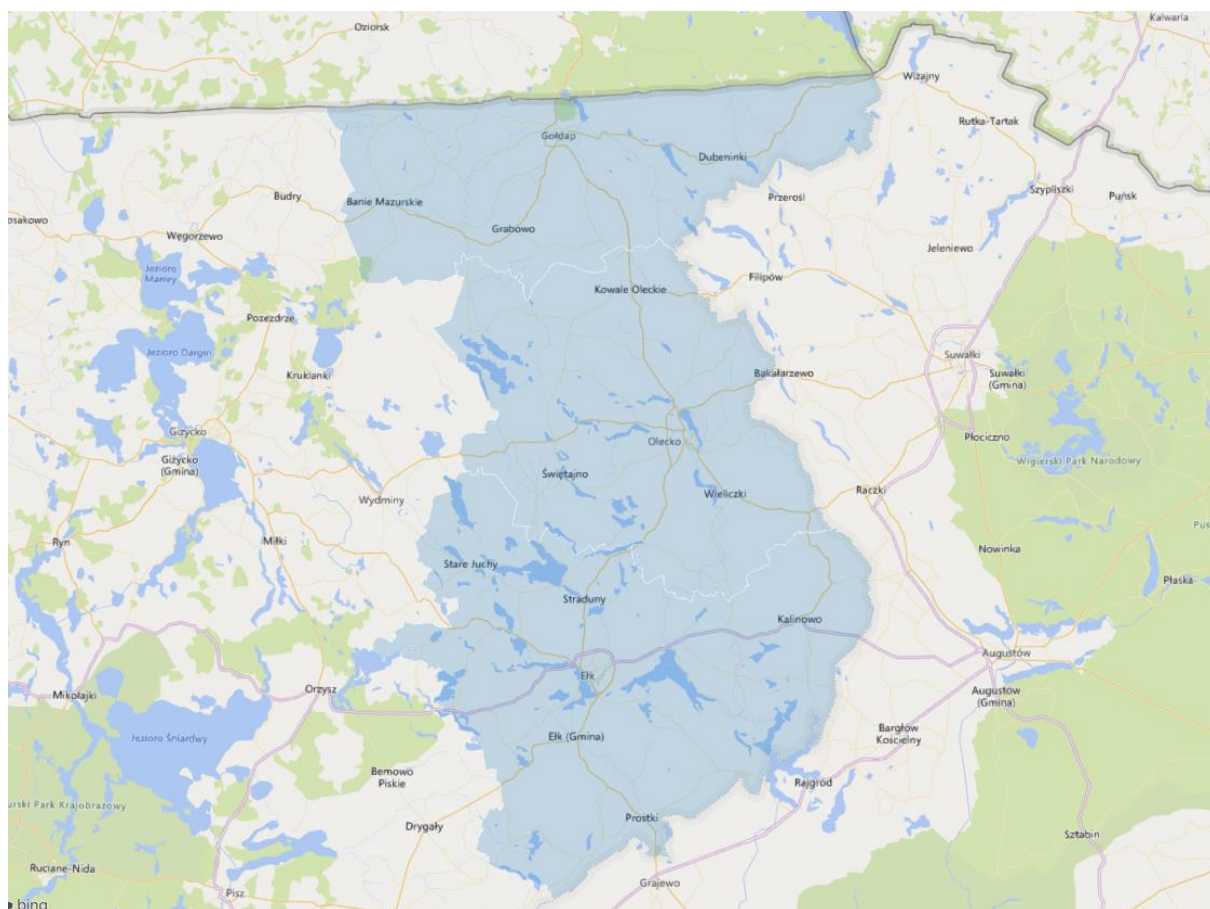 Oziorsk
Kalwaria
Wiżajny
Rutka-Tartak
Gołdap
Dubeninki
Szypliszki
Puńsk
Budry
Banie Mazurskie
Przerośl
osakowo
Węgorzewo
Grabowo
Jeleniewo
Jezioro
Mamry
Filipów
Kowale Oleckie
Pozezdrze
Jezioro Dargin
Suwałki
Kruklanki
Bakałarzewo
Suwałki
(Gmina)
Giżycko
Olecko
Płociczno
Giżycko
(Gmina)
Wigierski Park Narodowy
Świętajno
Wieliczki
Wydminy
Raczki
Pus
Ryn
Miłki
Nowinka
Stare Juchy
Płaska
Straduny
Kalinowo
Augustów
Ełk
Mikołajki
Orzysz
Augustów
(Gmina)
Jezioro Śniardwy
Ełk (Gmina)
Bargłów
Kościelny
Bemowo
Piskie
Rajgród
urski Park Krajobrazowy
Prostki
Drygały
Sztabin
Ruciane-Nida
Grajewo
Pisz
bing